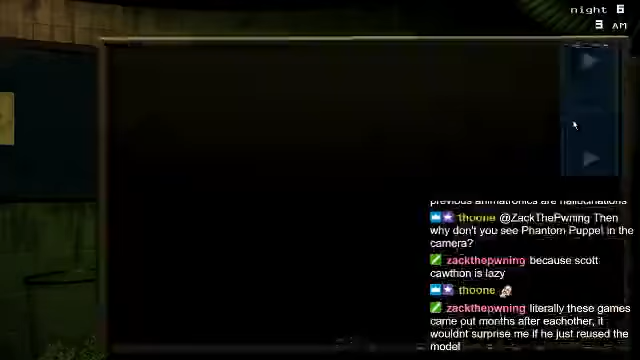 night 6
3 AM
previous animatronics are hallucinations
thoone @ZackThePwning Then
why don't you see Phantom Puppel in the
camera?
zackthepwning because scott
cawthon is lazy
thoone
zackthepwning literally these games
came out months after eachother, it
wouldnt surprise me if he just reused the
model